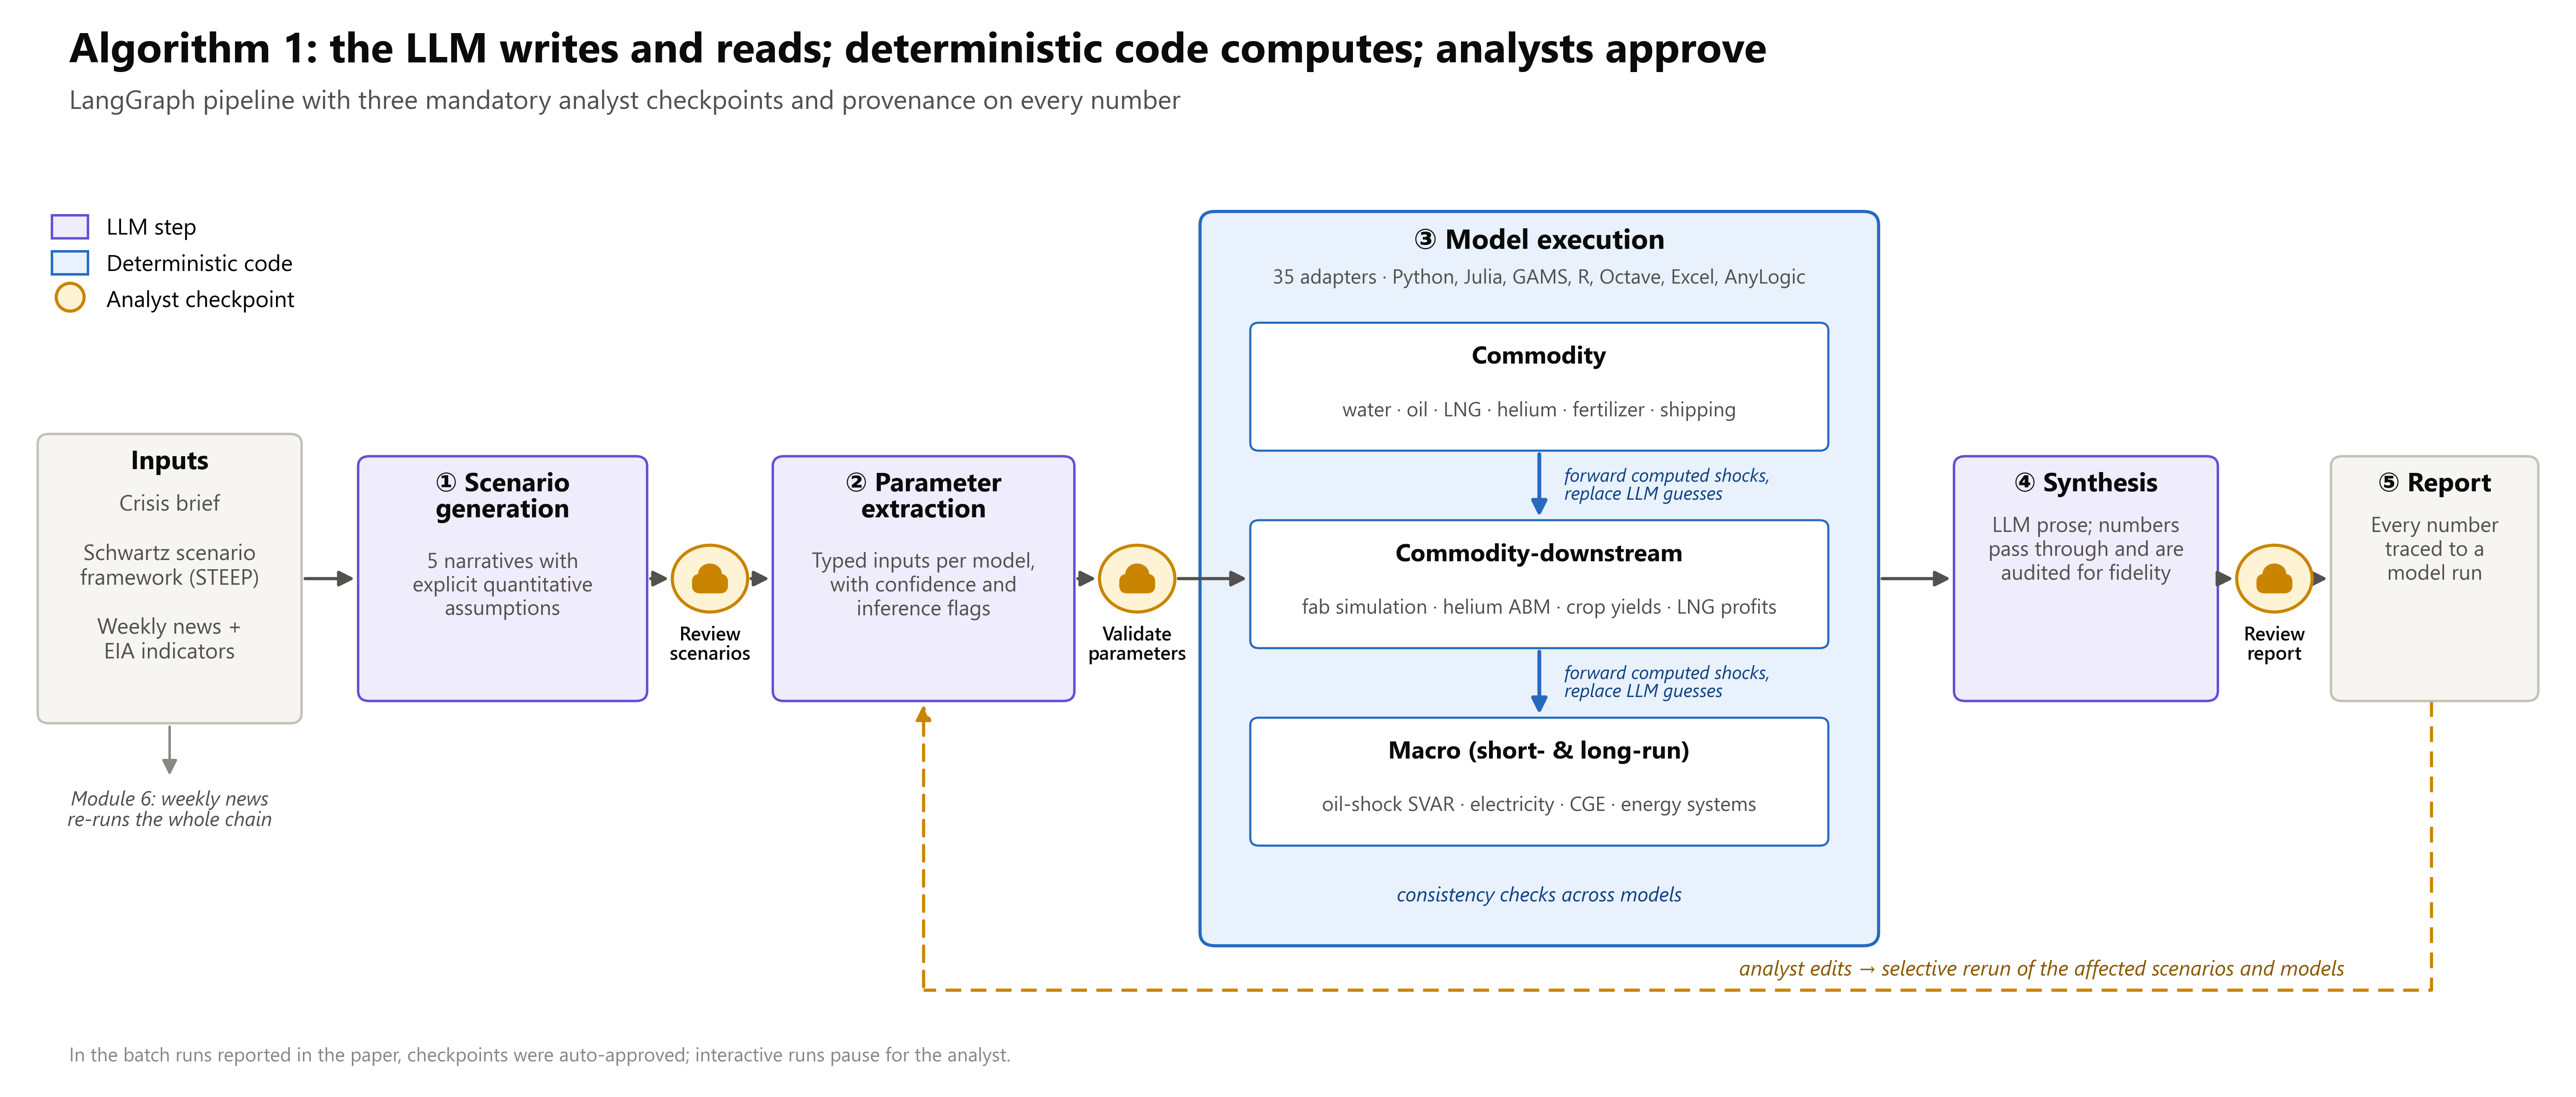 Algorithm 1: the LLM writes and reads; deterministic code computes; analysts approve
LangGraph pipeline with three mandatory analyst checkpoints and provenance on every number
LLM step
Deterministic code
Analyst checkpoint
Inputs
Crisis brief
Schwartz scenario
framework (STEEP)
Weekly news +
EIA indicators
Module 6: weekly news
re-runs the whole chain
① Scenario
generation
5 narratives with
explicit quantitative
assumptions
Review
scenarios
② Parameter
extraction
Typed inputs per model,
with confidence and
inference flags
Validate
parameters
③ Model execution
35 adapters · Python, Julia, GAMS, R, Octave, Excel, AnyLogic
Commodity
water · oil · LNG · helium · fertilizer · shipping
forward computed shocks,
replace LLM guesses
Commodity-downstream
fab simulation · helium ABM · crop yields · LNG profits
forward computed shocks,
replace LLM guesses
Macro (short- & long-run)
oil-shock SVAR · electricity · CGE · energy systems
consistency checks across models
④ Synthesis
LLM prose; numbers
pass through and are
audited for fidelity
Review
report
⑤ Report
Every number
traced to a
model run
analyst edits → selective rerun of the affected scenarios and models
In the batch runs reported in the paper, checkpoints were auto-approved; interactive runs pause for the analyst.